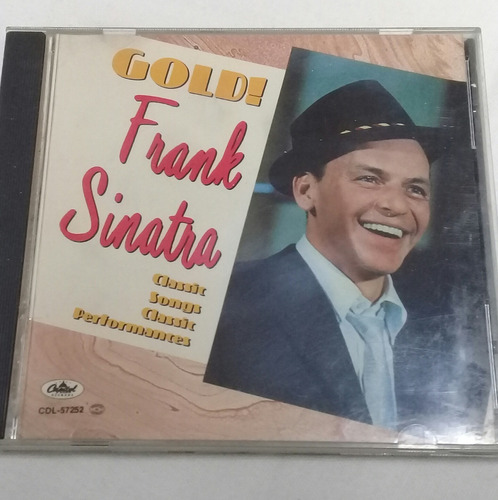 GOLD!
Frank
Sinatra
Classic
Songs
Classic
Performances
Capitol
CDL-57252